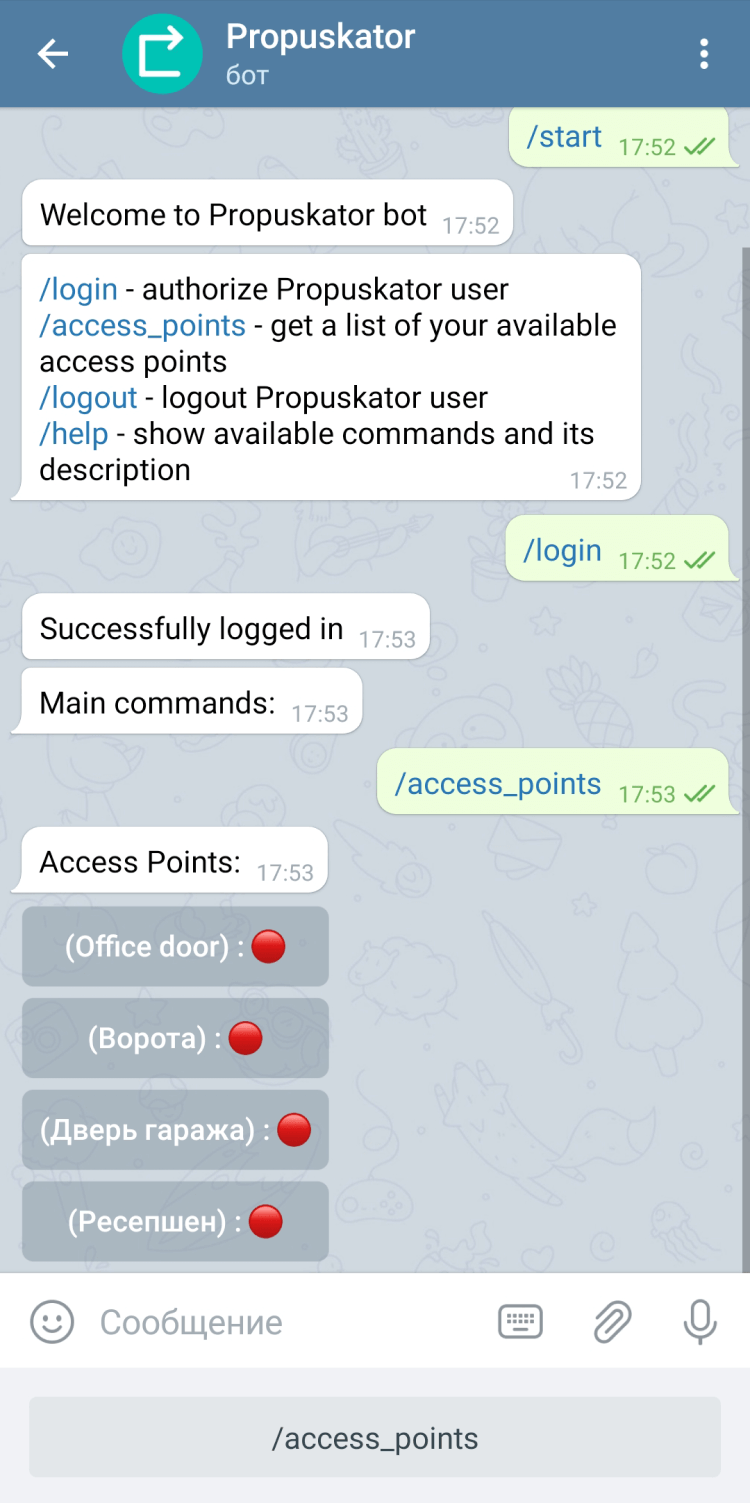 Propuskator
бот
/start 17:52
Welcome to Propuskator bot 17:52
/login - authorize Propuskator user
/access_points - get a list of your available
access points
/logout - logout Propuskator user
/help - show available commands and its
description 17:52
/login 17:52
Successfully logged in 17:53
Main commands: 17:53
/access_points 17:53
Access Points: 17:53
(Office door) :
(Ворота) :
(Дверь гаража) :
(Ресепшен) :
Сообщение
/access_points